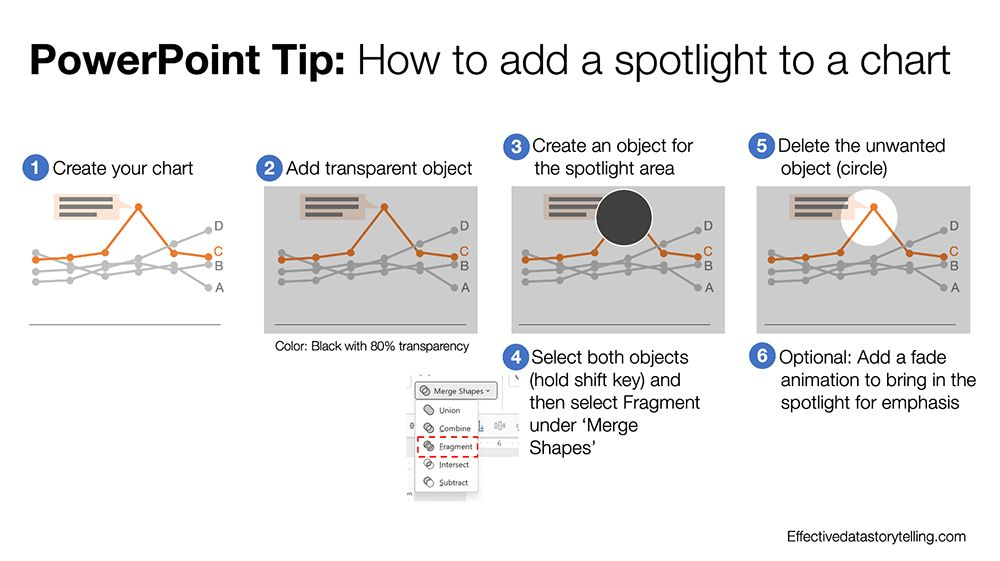 PowerPoint Tip: How to add a spotlight to a chart
1 Create your chart
D
C
B
A
2 Add transparent object
D
C
B
A
Color: Black with 80% transparency
3 Create an object for
the spotlight area
D
C
B
A
4 Select both objects
(hold shift key) and
then select Fragment
under ‘Merge
Shapes’
Merge Shapes
Union
Combine
Fragment
Intersect
Subtract
6
3
5 Delete the unwanted
object (circle)
D
C
B
A
6 Optional: Add a fade
animation to bring in the
spotlight for emphasis
Effectivedatastorytelling.com